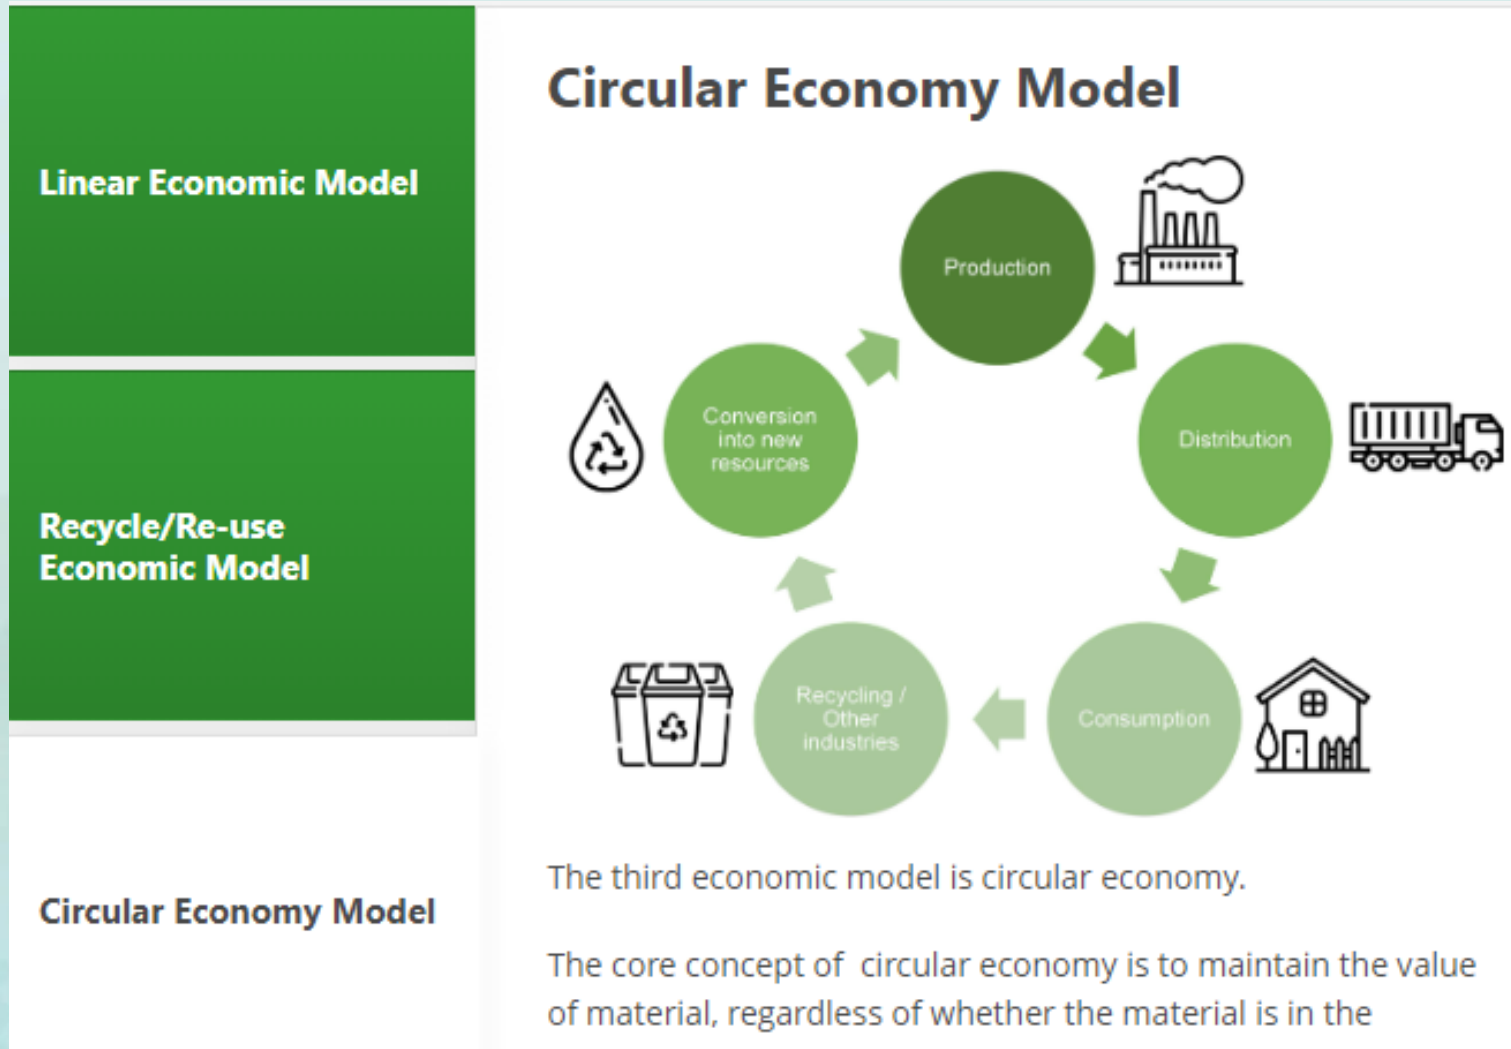 Linear Economic Model
Recycle/Re-use
Economic Model
Circular Economy Model
Circular Economy Model
Production
Distribution
Consumption
Recycling /
Other
industries
Conversion
into new
resources
The third economic model is circular economy.
The core concept of  circular economy is to maintain the value
of material, regardless of whether the material is in the